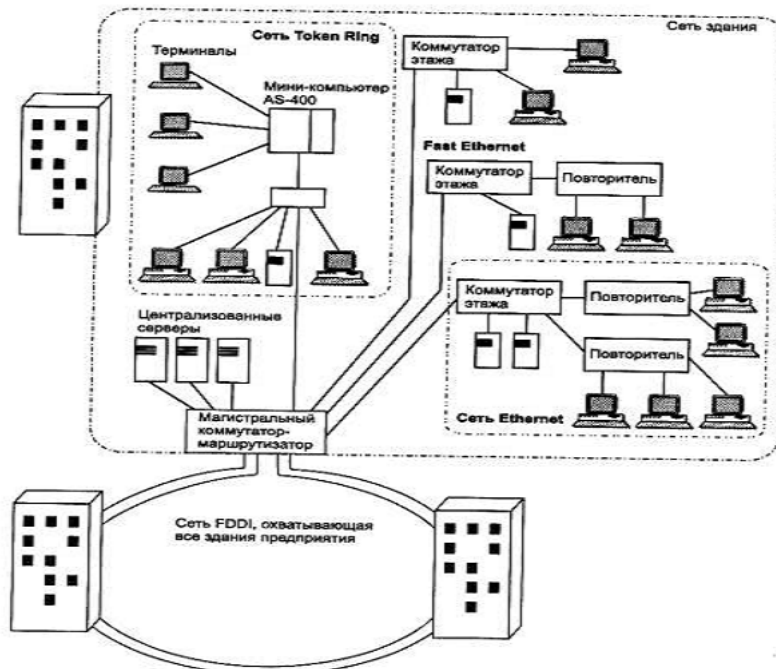 Сеть здания
Сеть Token Ring
Терминалы
Мини-компьютер
AS-400
Коммутатор
этажа
Fast Ethernet
Коммутатор
этажа
Повторитель
Коммутатор
этажа
Повторитель
Повторитель
Сеть Ethernet
Централизованные
серверы
Магистральный
коммутатор-
маршрутизатор
Сеть FDDI, охватывающая
все здания предприятия